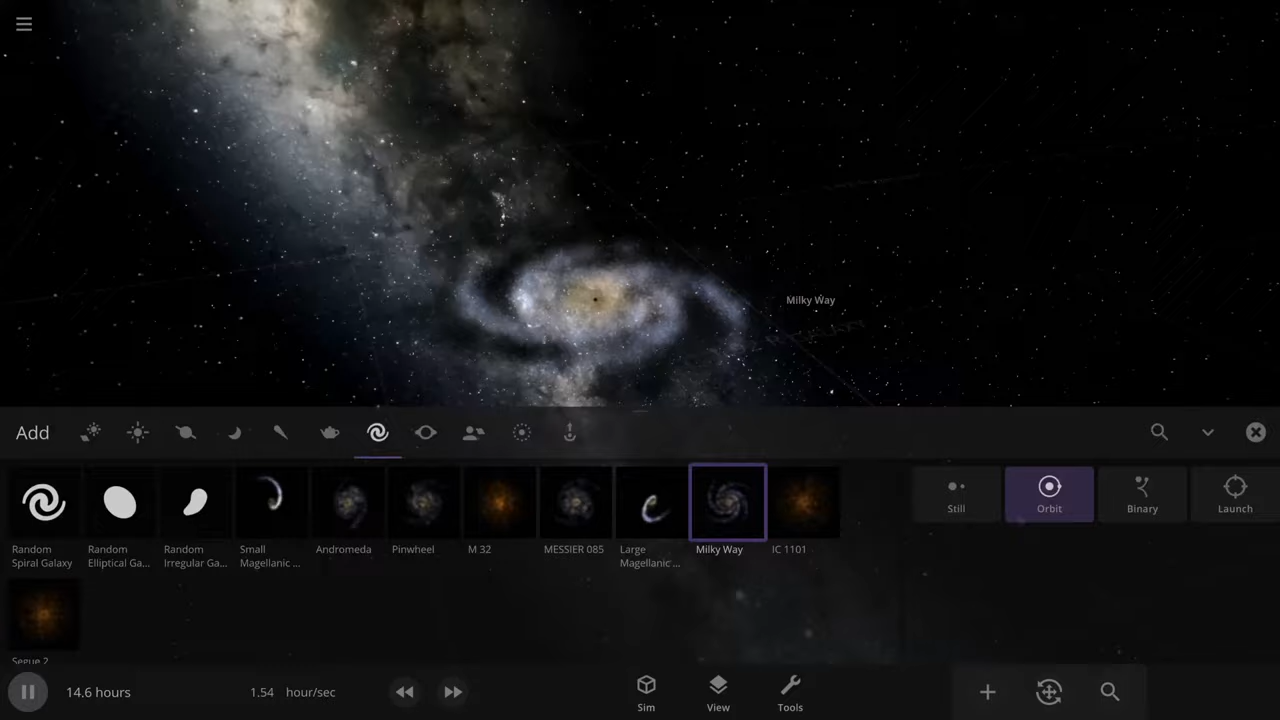 Milky Way
Add
Still
Orbit
Binary
Launch
Random
Spiral Galaxy
Random
Elliptical Ga...
Random
Irregular Ga...
Small
Magellanic ...
Andromeda
Pinwheel
M 32
MESSIER 085
Large
Magellanic ...
Milky Way
IC 1101
Segue 2
14.6 hours
1.54 hour/sec
Sim
View
Tools